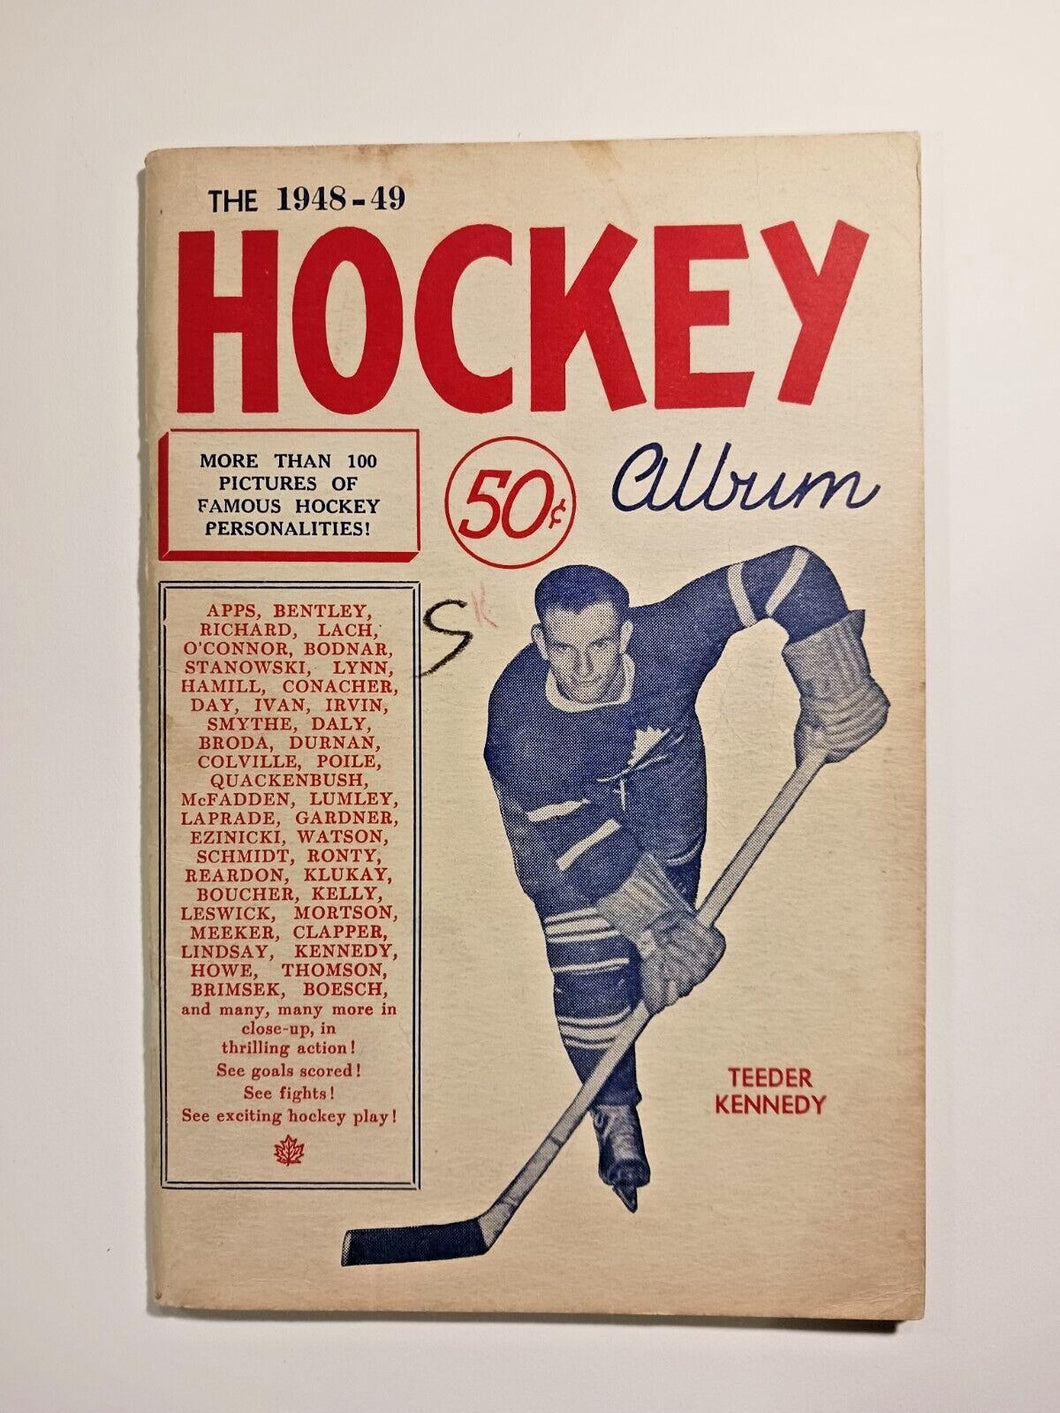 THE 1948-49
HOCKEY
Album
MORE THAN 100
PICTURES OF
FAMOUS HOCKEY
PERSONALITIES!
50¢
S K
APPS, BENTLEY,
RICHARD, LACH,
O'CONNOR, BODNAR,
STANOWSKI, LYNN,
HAMILL, CONACHER,
DAY, IVAN, IRVIN,
SMYTHE, DALY,
BRODA, DURNAN,
COLVILLE, POILE,
QUACKENBUSH,
McFADDEN, LUMLEY,
LAPRADE, GARDNER,
EZINICKI, WATSON,
SCHMIDT, RONTY,
REARDON, KLUKAY,
BOUCHER, KELLY,
LESWICK, MORTSON,
MEEKER, CLAPPER,
LINDSAY, KENNEDY,
HOWE, THOMSON,
BRIMSEK, BOESCH,
and many, many more in
close-up, in
thrilling action!
See goals scored!
See fights!
See exciting hockey play!
TEEDER
KENNEDY